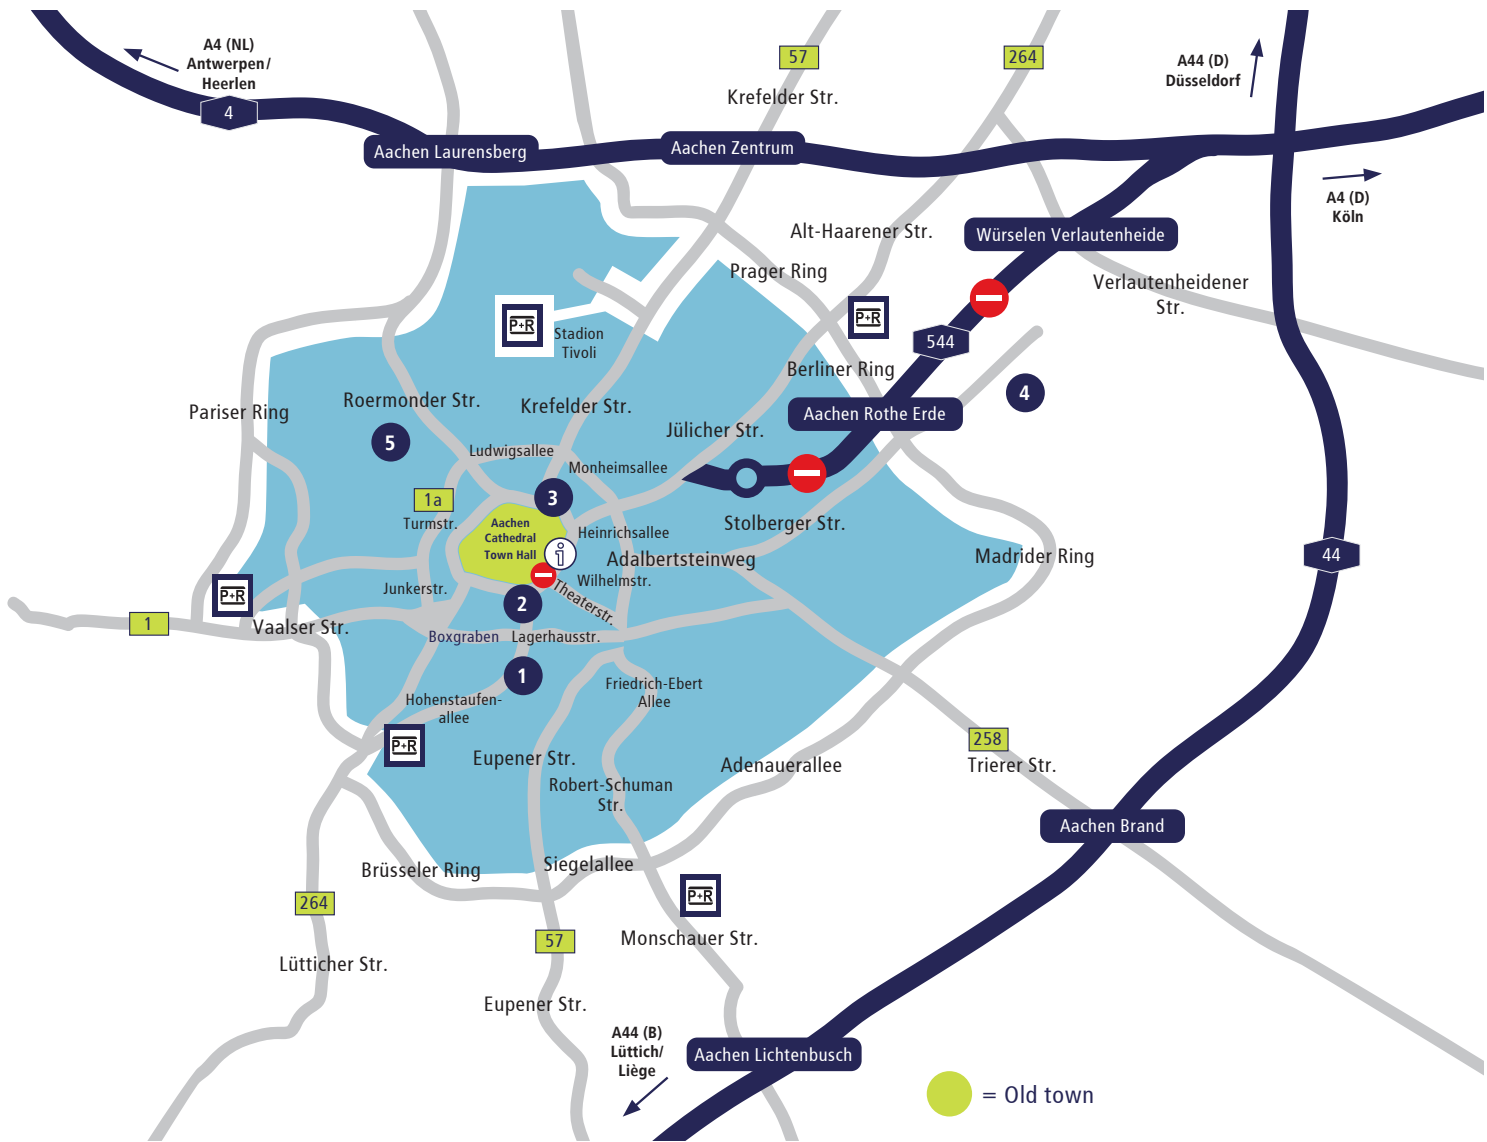 A4 (NL)
Antwerpen/
Heerlen
4
57
264
Krefelder Str.
A44 (D)
Düsseldorf
Aachen Laurensberg
Aachen Zentrum
A4 (D)
Köln
Alt-Haarener Str.
Würselen Verlautenheide
Prager Ring
Verlautenheidener
Str.
P+R
P+R
Stadion
Tivoli
544
Berliner Ring
4
Pariser Ring
Roermonder Str.
Krefelder Str.
Aachen Rothe Erde
5
Jülicher Str.
Ludwigsallee
Monheimsallee
1a
3
Turmstr.
Aachen
Cathedral
Town Hall
i
Heinrichsallee
Stolberger Str.
Adalbertsteinweg
Madrider Ring
44
Wilhelmstr.
Junkerstr.
Theaterstr.
P+R
2
1
Vaalser Str.
Boxgraben
Lagerhausstr.
1
Friedrich-Ebert
Allee
Hohenstaufen-
allee
P+R
Eupener Str.
Robert-Schuman
Str.
Adenauerallee
258
Trierer Str.
Aachen Brand
Brüsseler Ring
Siegelallee
264
P+R
57
Monschauer Str.
Lütticher Str.
Eupener Str.
A44 (B)
Lüttich/
Liège
Aachen Lichtenbusch
= Old town